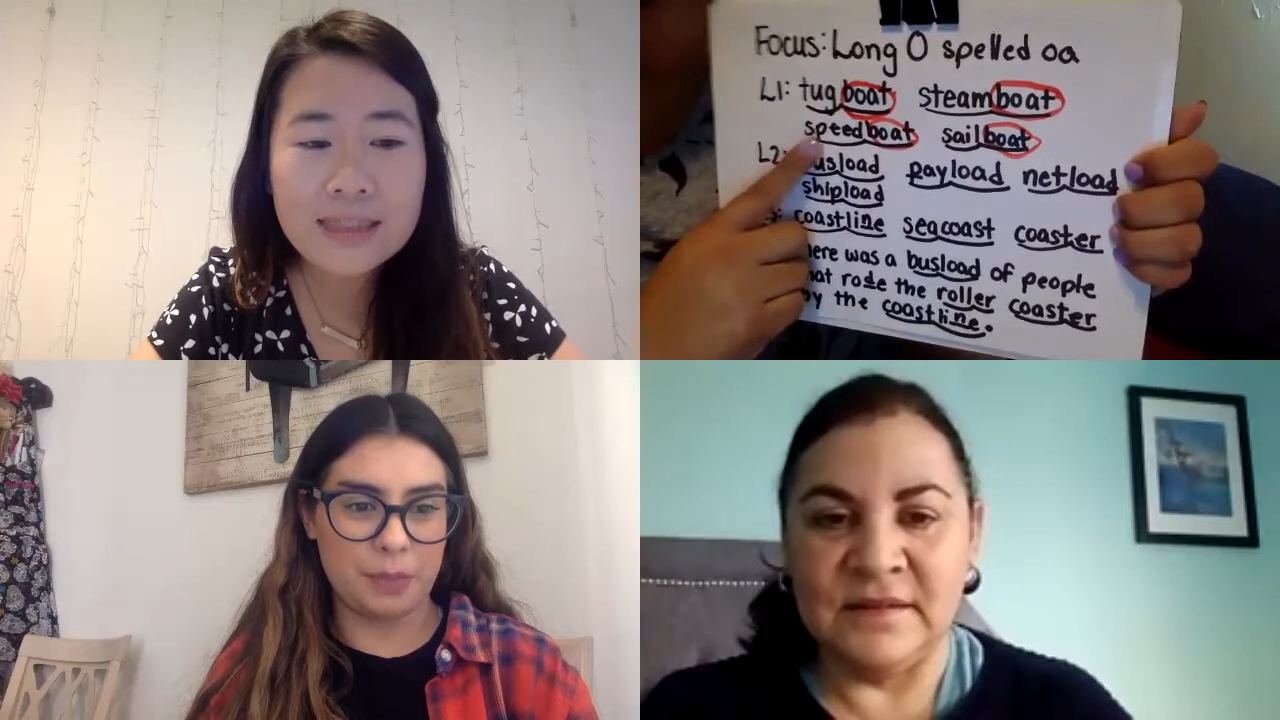 Focus: Long O spelled oa
L1: tugboat steamboat
speedboat sailboat
L2: busload payload netload
shipload
coastline seacoast coaster
here was a busload of people
hat rode the roller coaster
by the coastline.